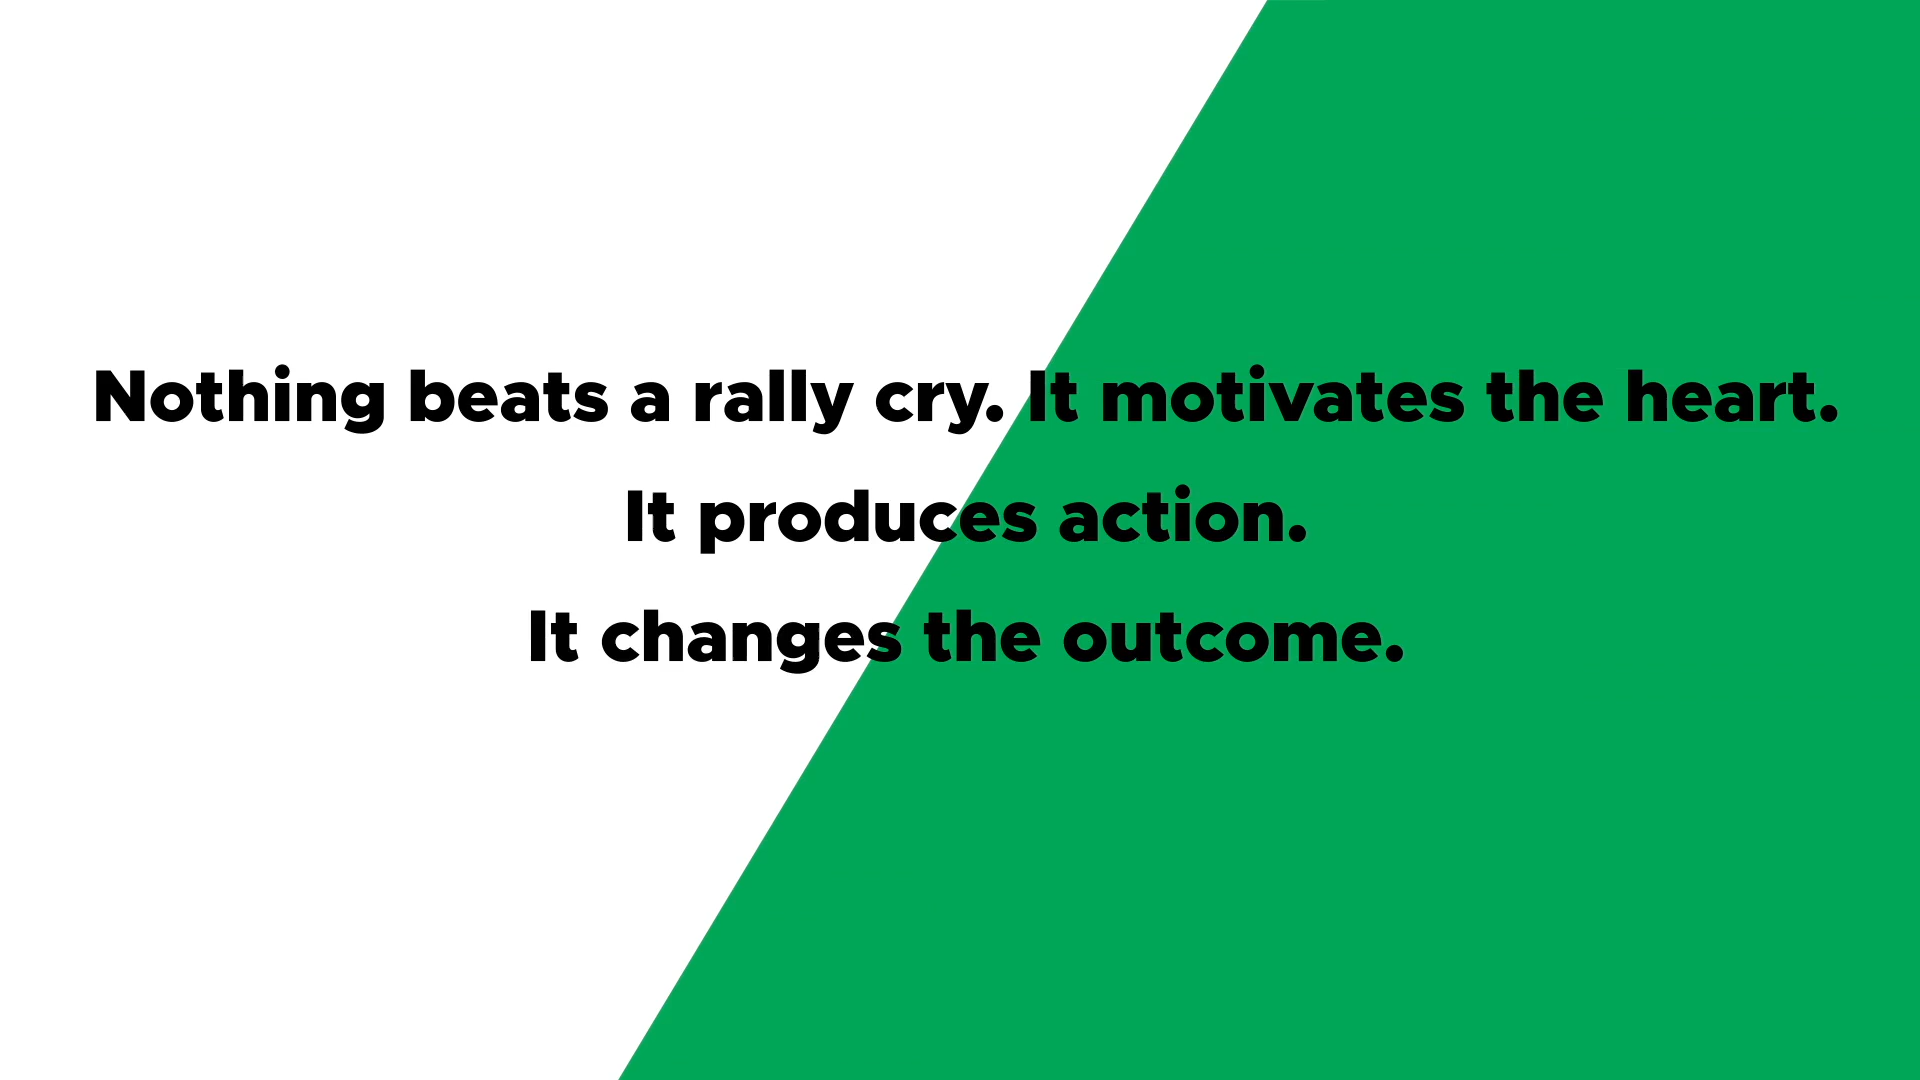 Nothing beats a rally cry. It motivates the heart.
It produces action.
It changes the outcome.